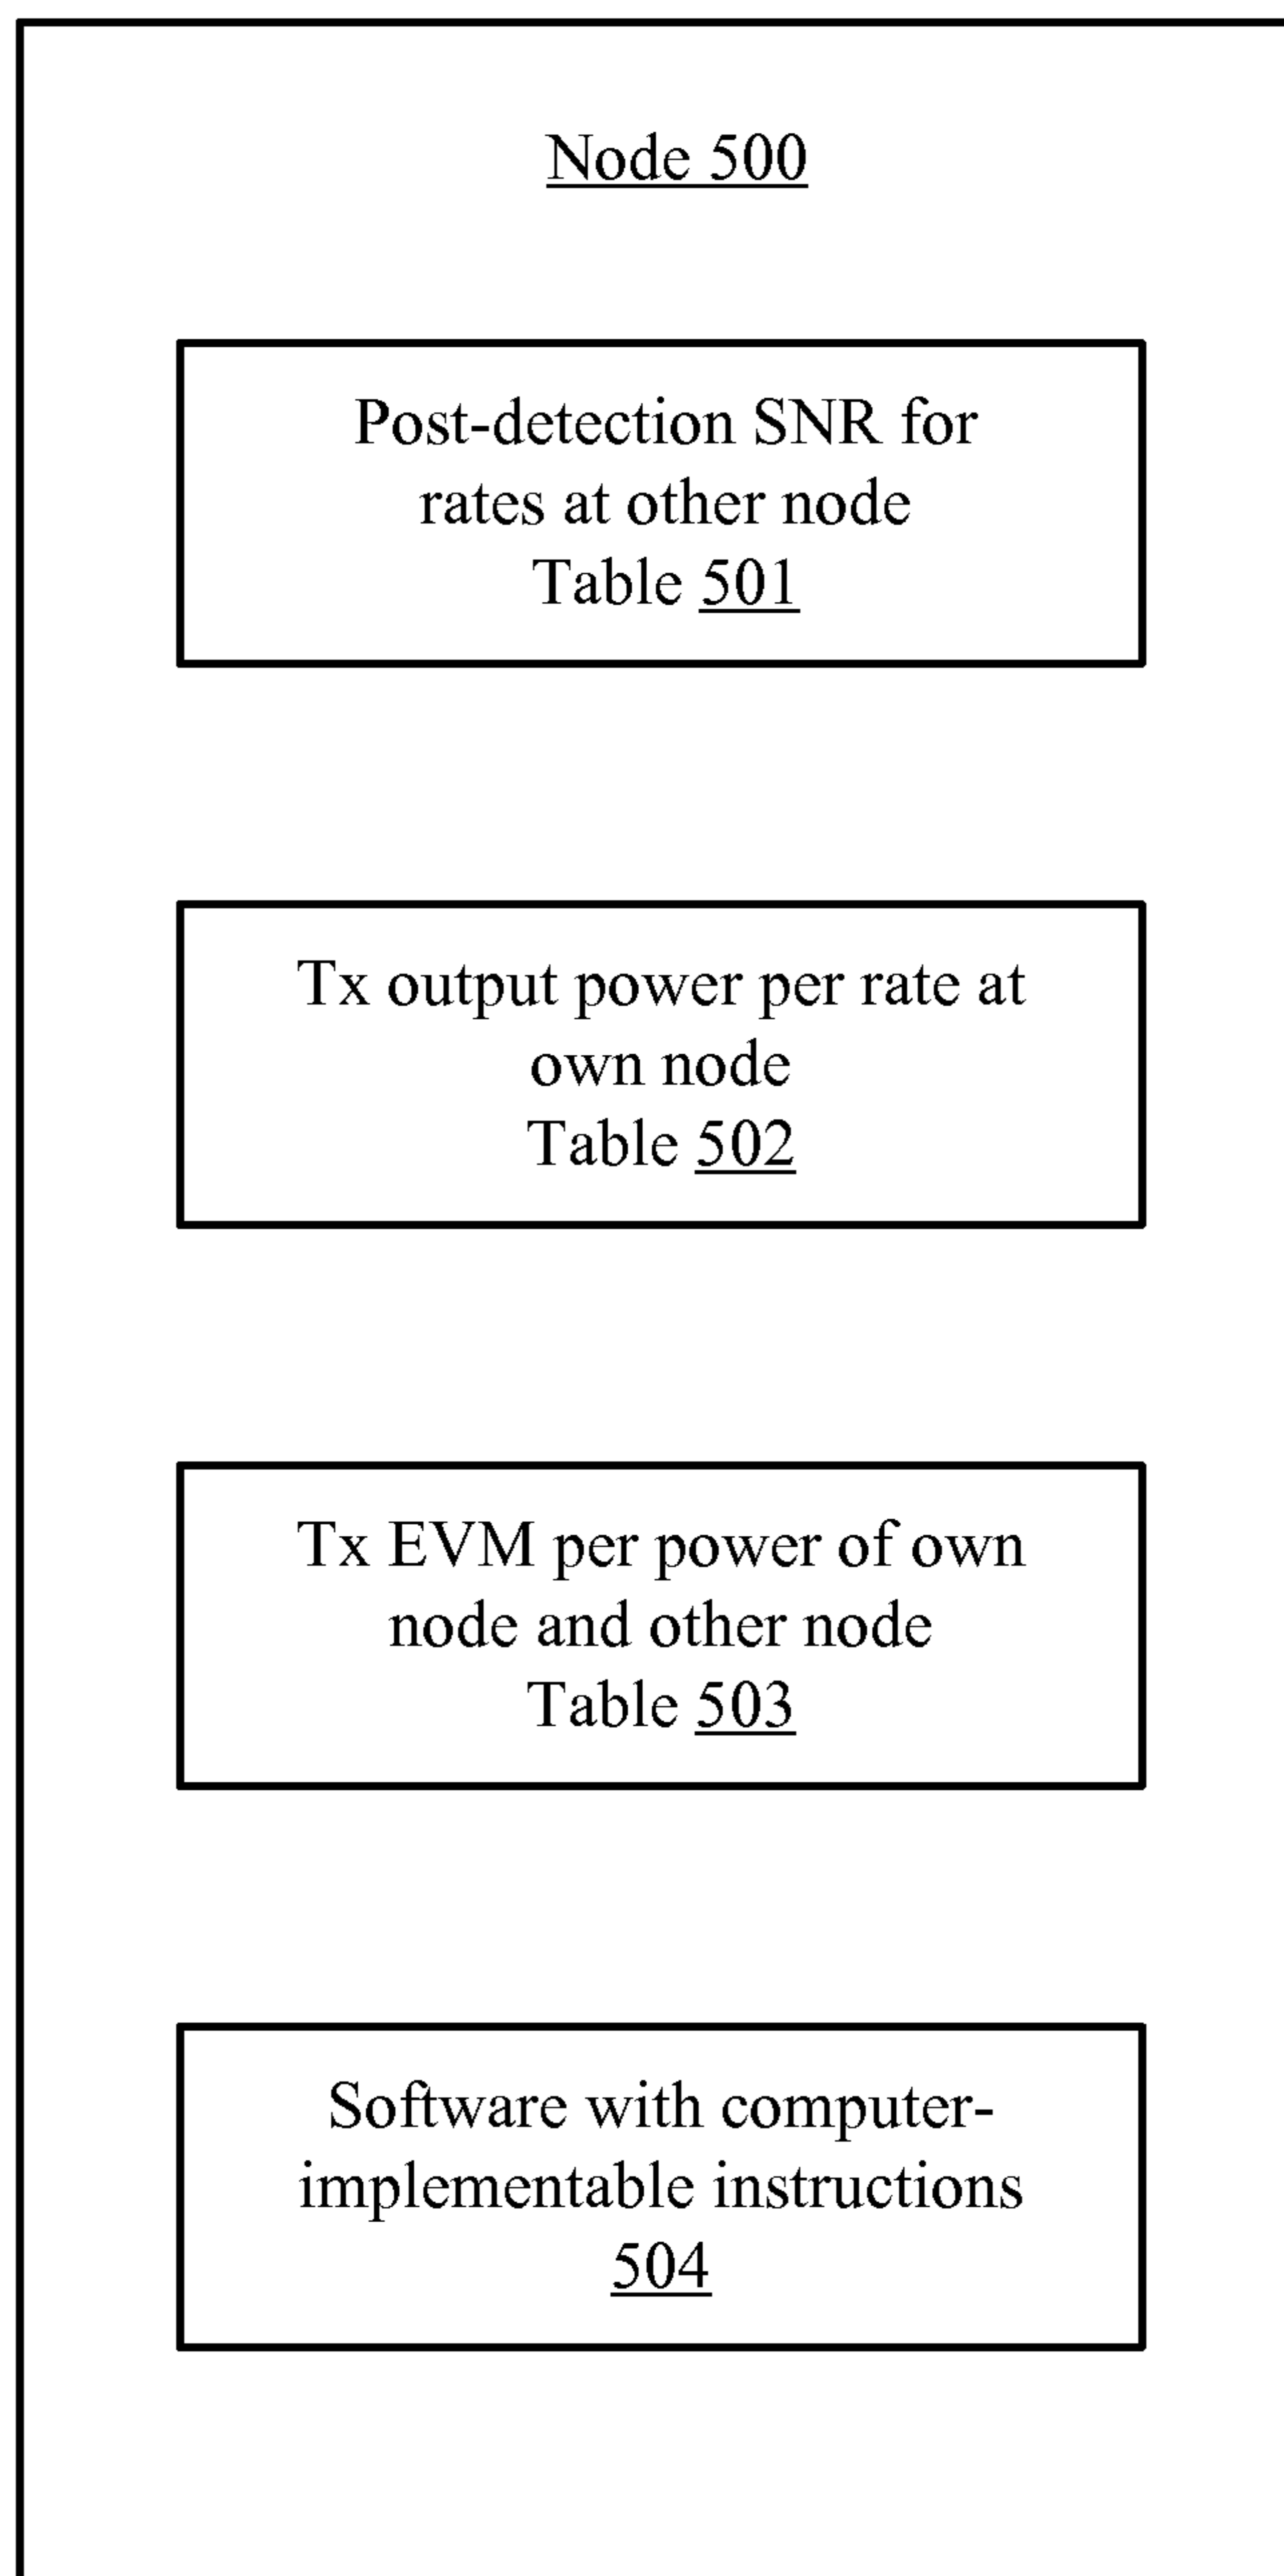 Node 500
Post-detection SNR for
rates at other node
Table 501
Tx output power per rate at
own node
Table 502
Tx EVM per power of own
node and other node
Table 503
Software with computer-
implementable instructions
504